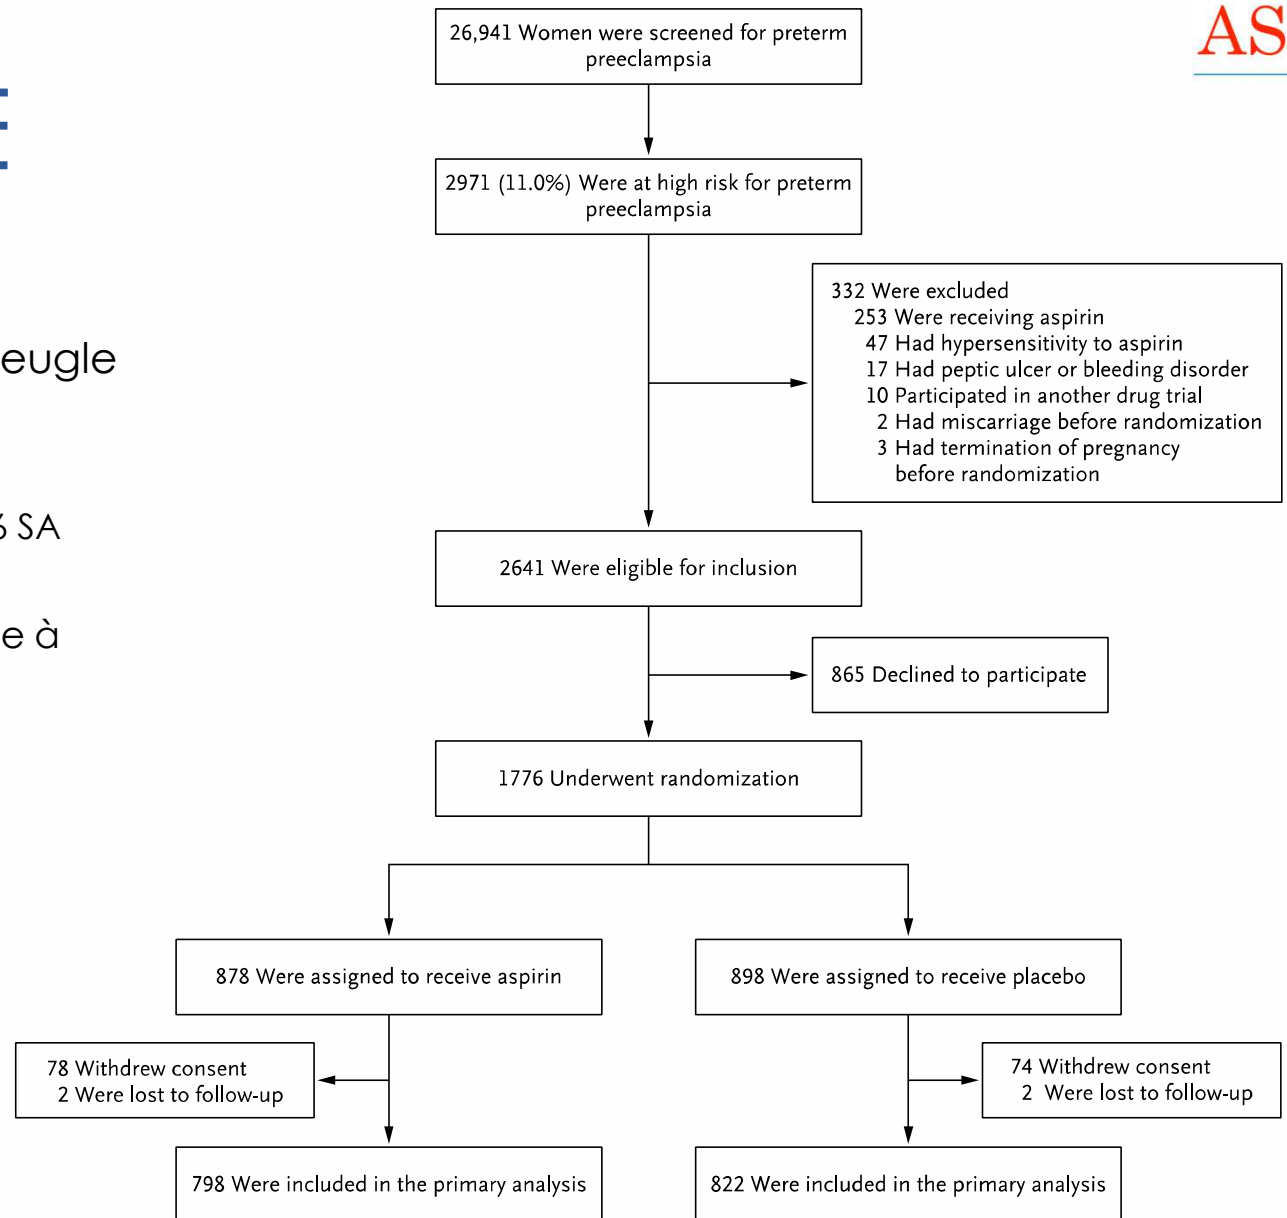 26,941 Women were screened for preterm
preeclampsia
AS
2971 (11.0%) Were at high risk for preterm
preeclampsia
332 Were excluded
253 Were receiving aspirin
47 Had hypersensitivity to aspirin
17 Had peptic ulcer or bleeding disorder
10 Participated in another drug trial
2 Had miscarriage before randomization
3 Had termination of pregnancy
before randomization
eugle
SA
2641 Were eligible for inclusion
e à
865 Declined to participate
1776 Underwent randomization
878 Were assigned to receive aspirin
898 Were assigned to receive placebo
78 Withdrew consent
2 Were lost to follow-up
74 Withdrew consent
2 Were lost to follow-up
798 Were included in the primary analysis
822 Were included in the primary analysis